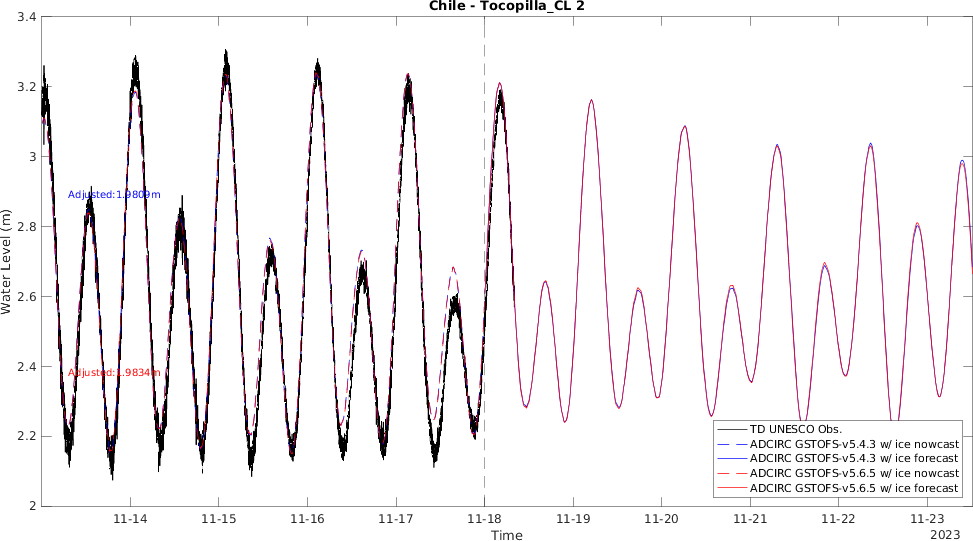 Chile - Tocopilla_CL 2
3.4
3.2
3
2.8
2.6
2.4
2.2
2
Water Level (m)
Adjusted:1.9809m
Adjusted:1.9834m
TD UNESCO Obs.
ADCIRC GSTOFS-v5.4.3 w/ ice nowcast
ADCIRC GSTOFS-v5.4.3 w/ ice forecast
ADCIRC GSTOFS-v5.6.5 w/ ice nowcast
ADCIRC GSTOFS-v5.6.5 w/ ice forecast
11-14 11-15 11-16 11-17 11-18 11-19 11-20 11-21 11-22 11-23
Time
2023